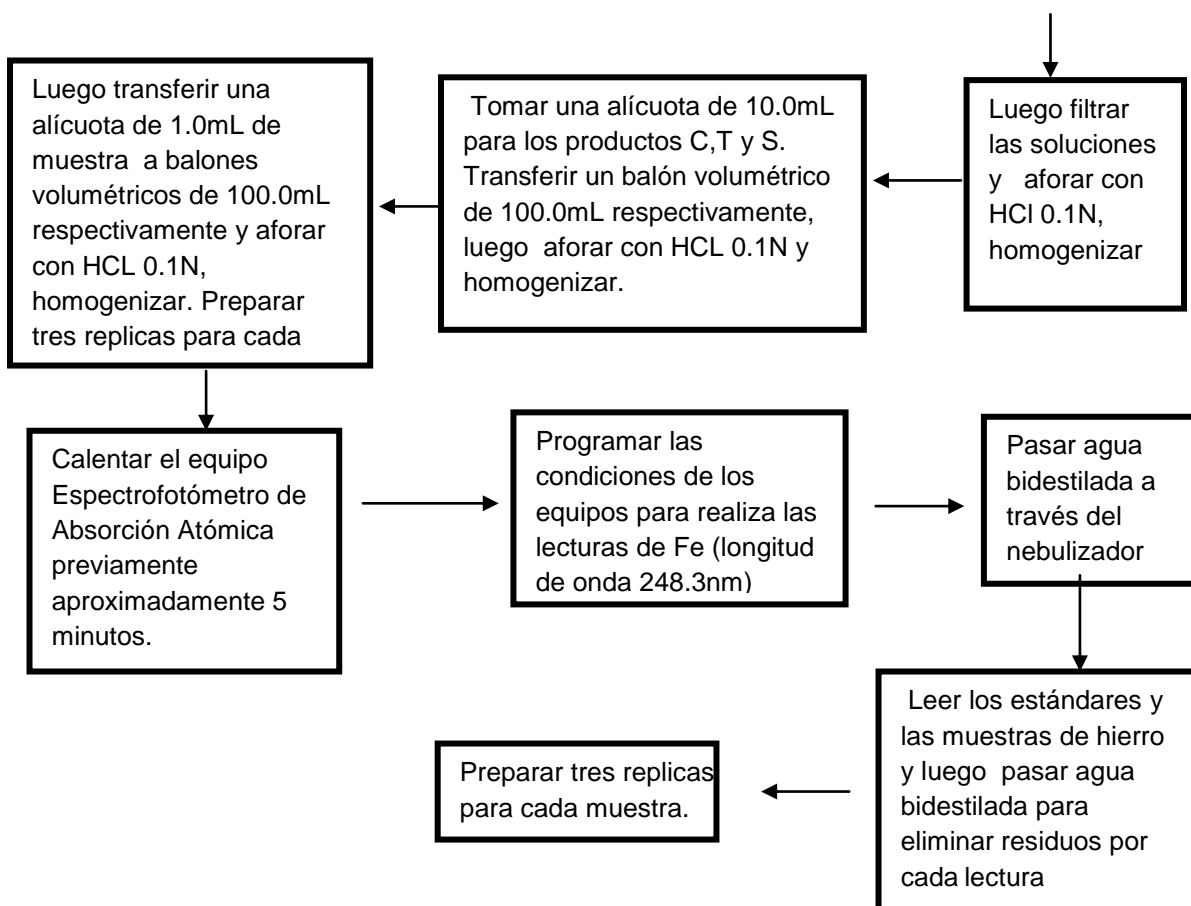 Luego filtrar
las soluciones
y aforar con
HCl 0.1N,
homogenizar
Tomar una alícuota de 10.0mL
para los productos C,T y S.
Transferir un balón volumétrico
de 100.0mL respectivamente,
luego aforar con HCL 0.1N y
homogenizar.
Luego transferir una
alícuota de 1.0mL de
muestra a balones
volumétricos de 100.0mL
respectivamente y aforar
con HCL 0.1N,
homogenizar. Preparar
tres replicas para cada
Calentar el equipo
Espectrofotómetro de
Absorción Atómica
previamente
aproximadamente 5
minutos.
Programar las
condiciones de los
equipos para realiza las
lecturas de Fe (longitud
de onda 248.3nm)
Pasar agua
bidestilada a
través del
nebulizador
Leer los estándares y
las muestras de hierro
y luego pasar agua
bidestilada para
eliminar residuos por
cada lectura
Preparar tres replicas
para cada muestra.